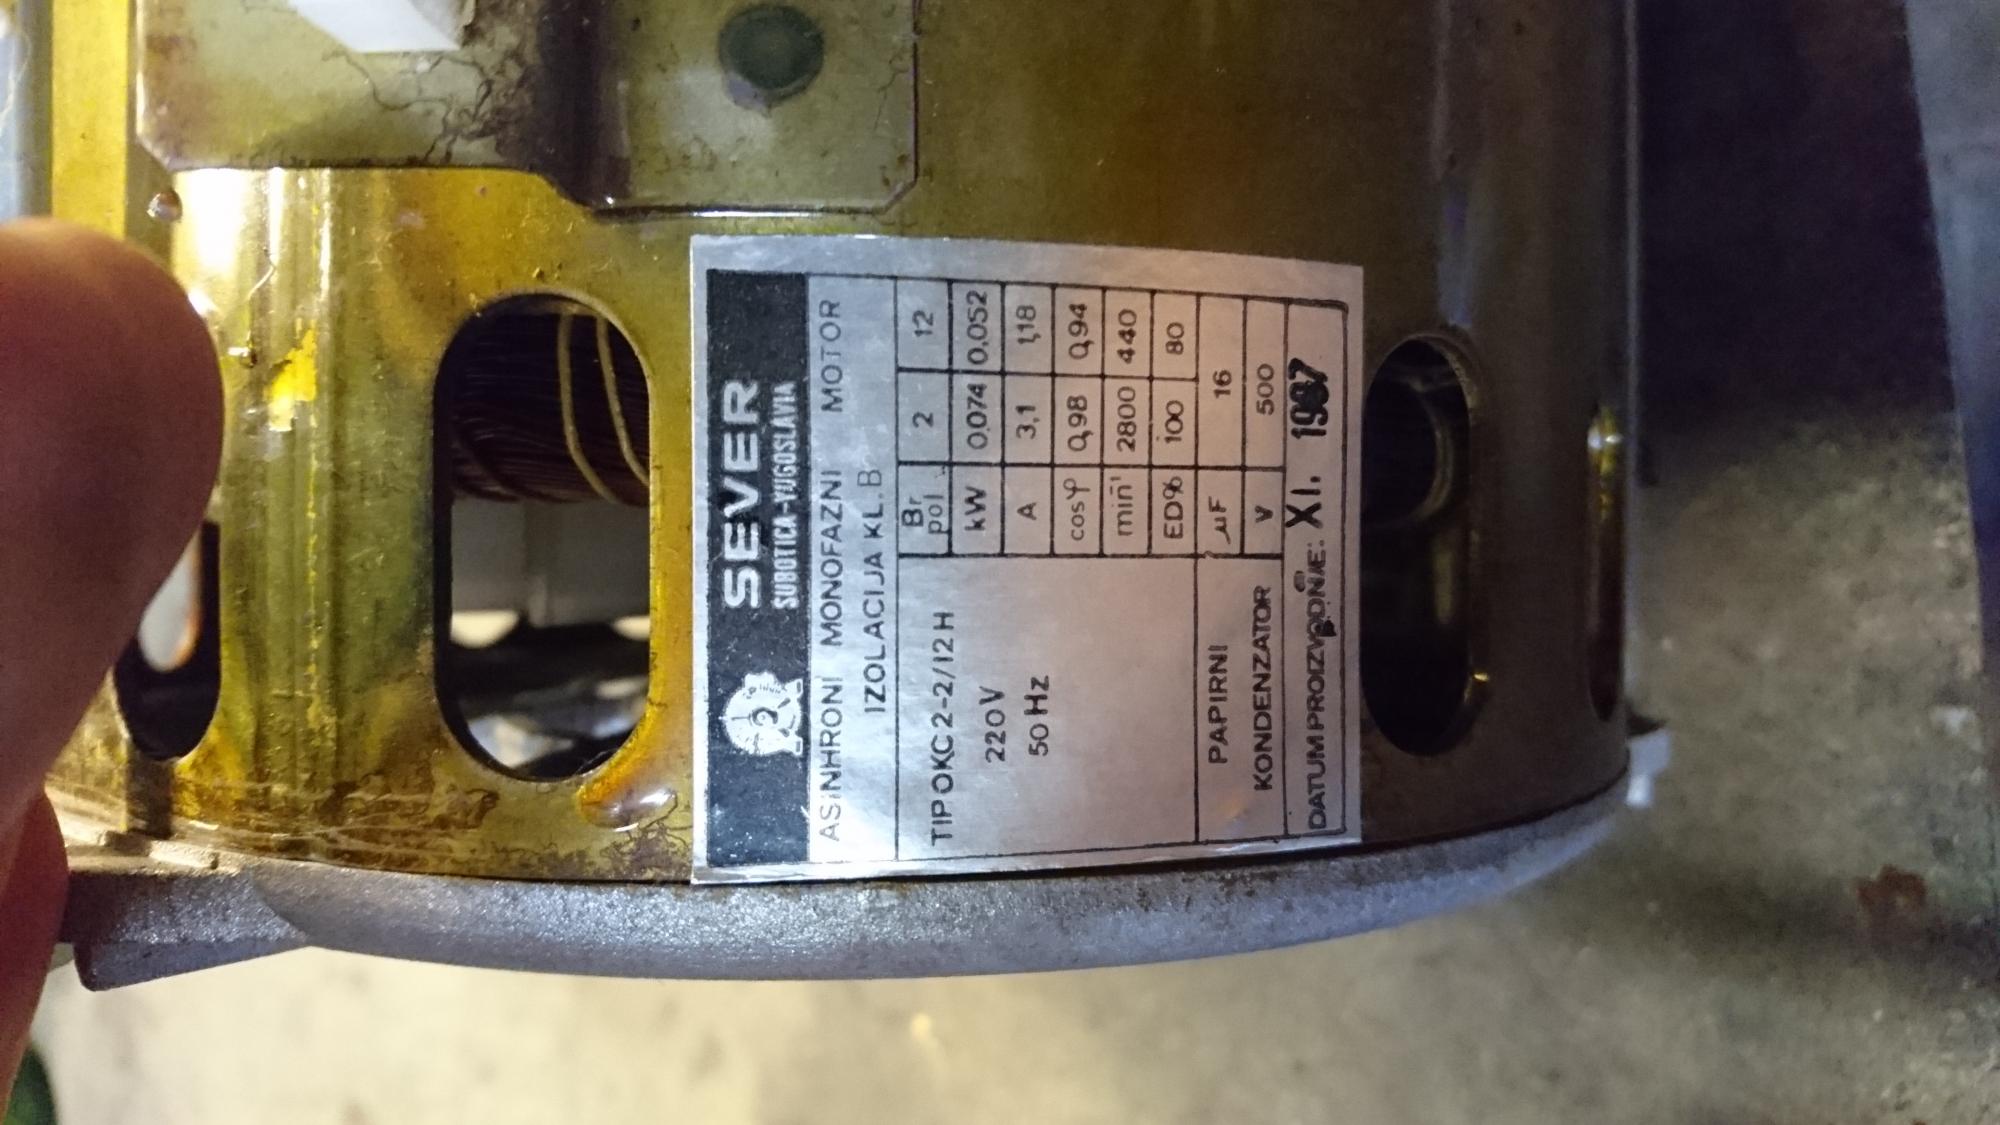 SEVER
SUBOTICA-YUGOSLAVIA
ASINHRONI MONOFAZNI MOTOR
IZOLACIJA KL. B
TIP OKC 2-2/12 H
220V
50 Hz
Br. pol. 2 12
kW 0,074 0,052
A 3,1 1,18
cosφ 0,98 0,94
min⁻¹ 2800 440
ED% 100 80
PAPIRNI KONDENZATOR
μF 16
V 500
DATUM PROIZVODNJE: XI. 1987